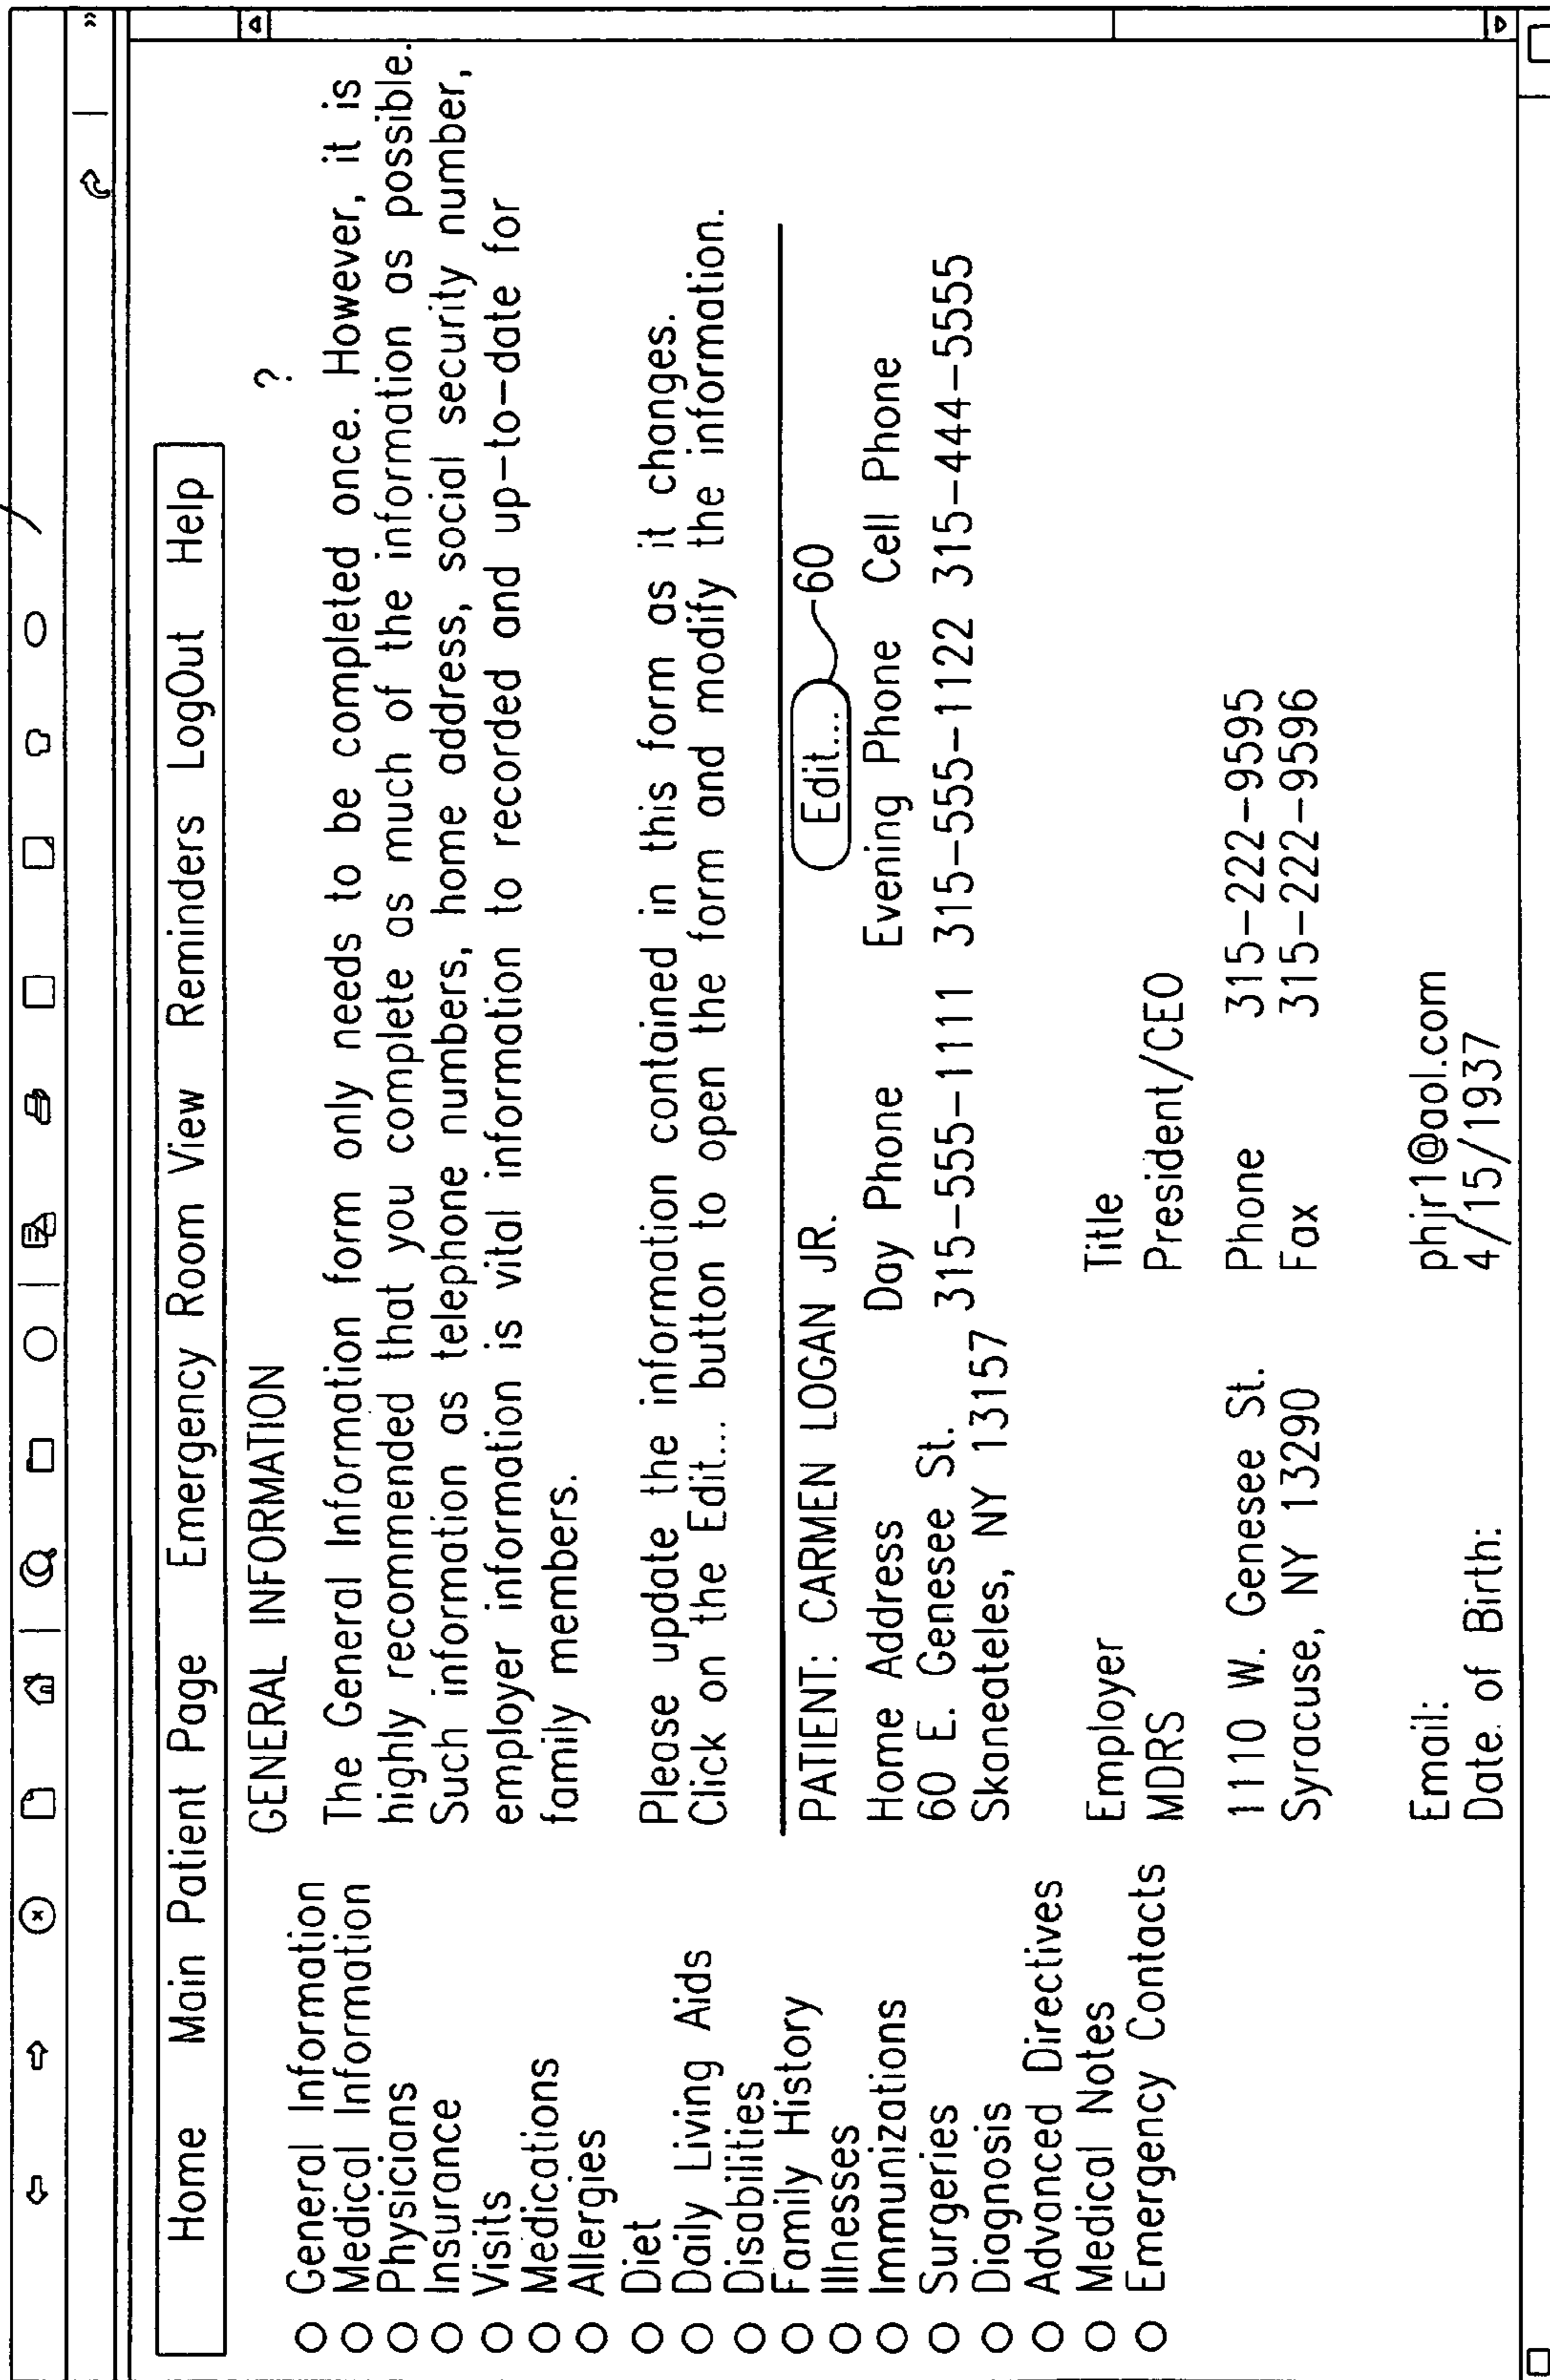 Home Main Patient Page Emergency Room View Reminders LogOut Help
General Information
Medical Information
Physicians
Insurance
Visits
Medications
Allergies
Diet
Daily Living Aids
Disabilities
Family History
Illnesses
Immunizations
Surgeries
Diagnosis
Advanced Directives
Medical Notes
Emergency Contacts
GENERAL INFORMATION ?
The General Information form only needs to be completed once. However, it is
highly recommended that you complete as much of the information as possible.
Such information as telephone numbers, home address, social security number,
employer information is vital information to recorded and up-to-date for
family members.
Please update the information contained in this form as it changes.
Click on the Edit... button to open the form and modify the information.
PATIENT: CARMEN LOGAN JR. Edit... 60
Home Address Day Phone Evening Phone Cell Phone
60 E. Genesee St. 315-555-1111 315-555-1122 315-444-5555
Skaneateles, NY 13157
Employer Title
MDRS President/CEO
1110 W. Genesee St. Phone 315-222-9595
Syracuse, NY 13290 Fax 315-222-9596
Email: phjr1@aol.com
Date of Birth: 4/15/1937